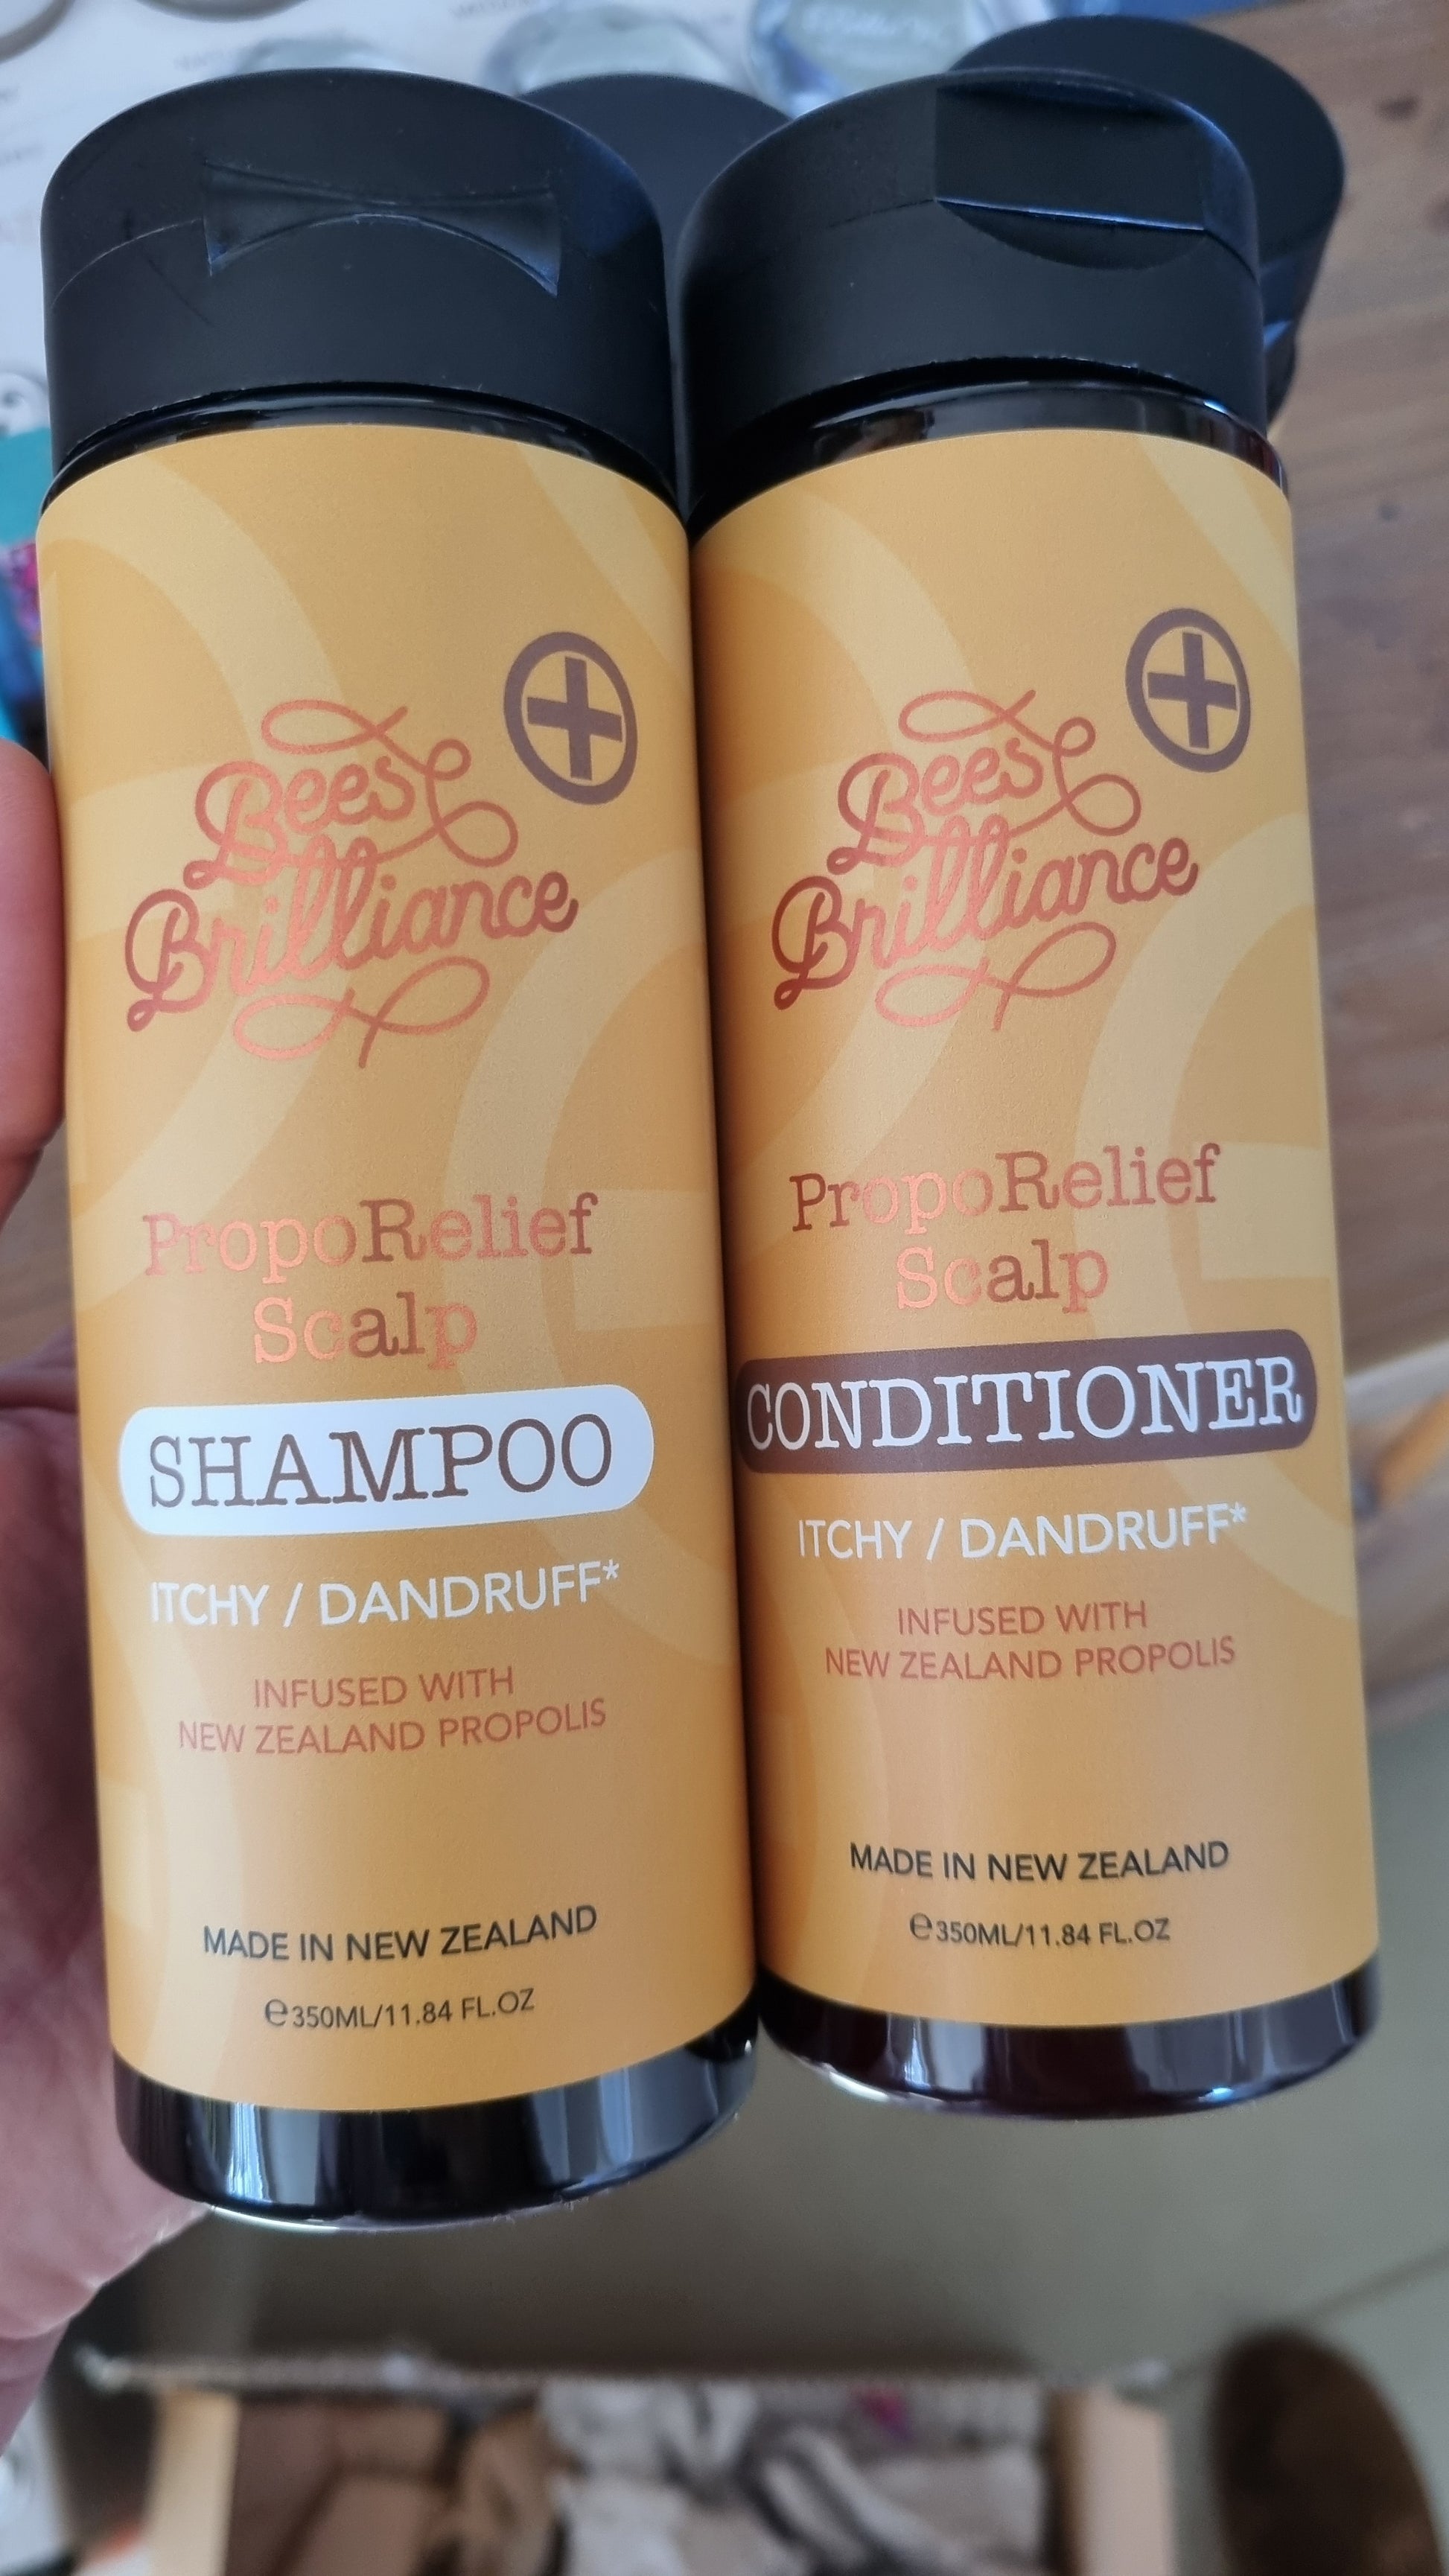 Bees
Brilliance
PropoRelief
Scalp
SHAMPOO
ITCHY / DANDRUFF*
INFUSED WITH
NEW ZEALAND PROPOLIS
MADE IN NEW ZEALAND
℮350ML/11.84 FL.OZ
Bees
Brilliance
PropoRelief
Scalp
CONDITIONER
ITCHY / DANDRUFF*
INFUSED WITH
NEW ZEALAND PROPOLIS
MADE IN NEW ZEALAND
℮350ML/11.84 FL.OZ